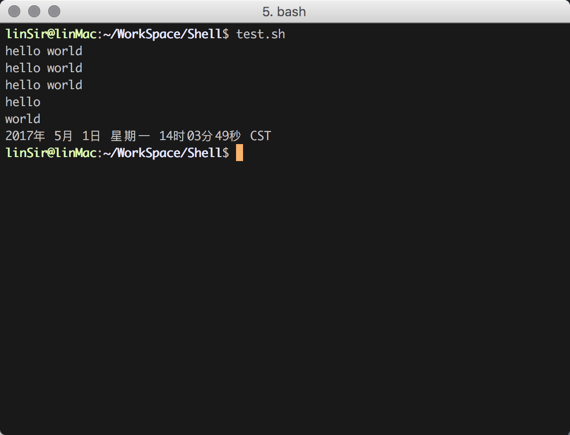 5. bash
linSir@linMac:~/WorkSpace/Shell$ test.sh
hello world
hello world
hello world
hello
world
2017年 5月 1日 星期一 14时03分49秒 CST
linSir@linMac:~/WorkSpace/Shell$